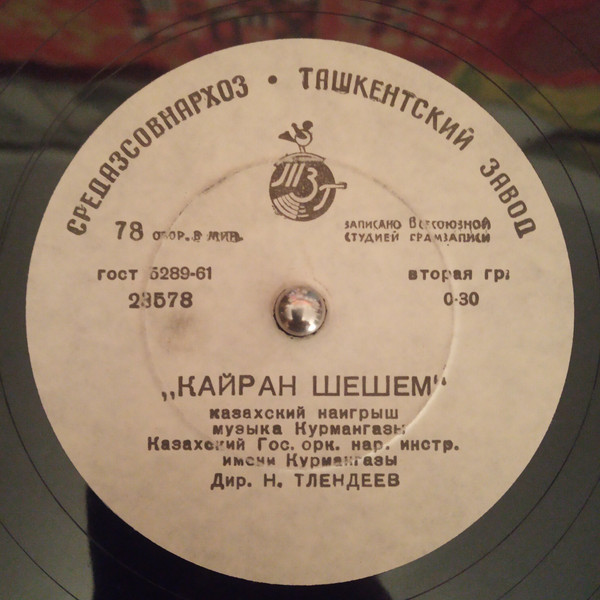 СРЕДАЗСОВНАРХОЗ • ТАШКЕНТСКИЙ ЗАВОД
ТЗГ
78 обор. в мин.
ЗАПИСАНО ВСЕСОЮЗНОЙ
СТУДИЕЙ ГРАМЗАПИСИ
гост 5289-61
вторая гр
23578
0-30
„КАЙРАН ШЕШЕМ"
казахский наигрыш
музыка Курмангазы
Казахский Гос. орк. нар. инстр.
имени Курмангазы
Дир. Н. ТЛЕНДЕЕВ